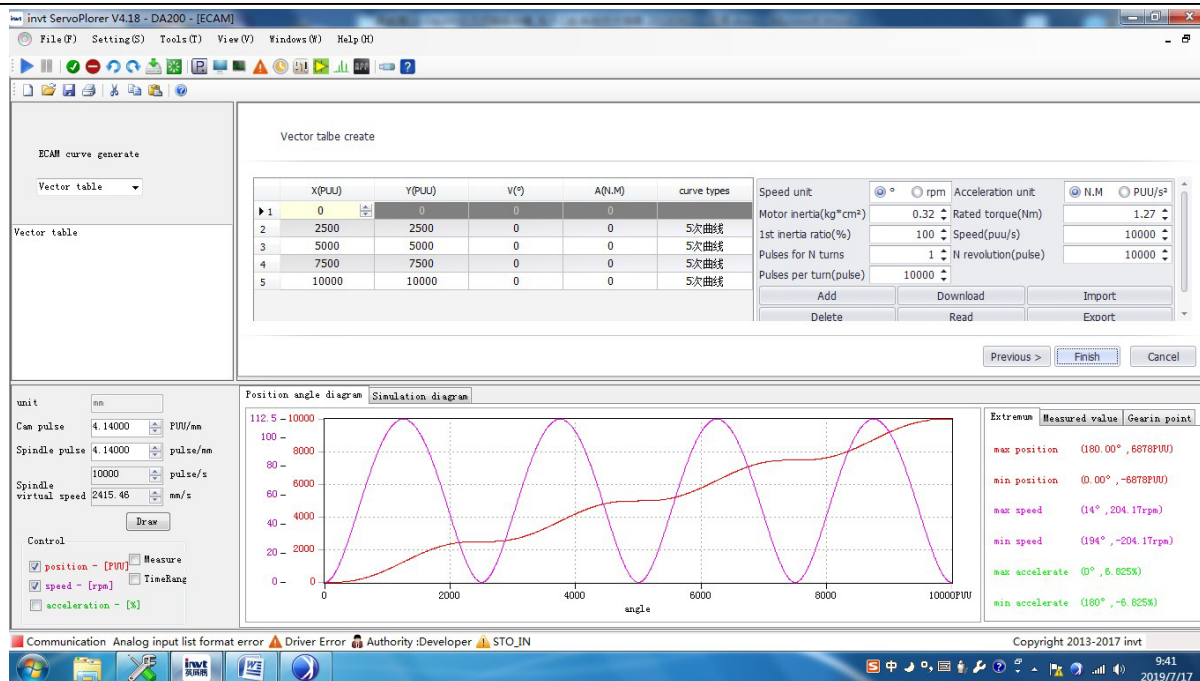 invt ServoPlorer V4.18 - DA200 - [ECAM]
File(F) Setting(S) Tools(T) View(V) Windows(W) Help(H)
ECAM curve generate
Vector table
Vector table
Vector talbe create
X(PUU) Y(PUU) V(°) A(N.M) curve types
1 0 0 0 0
2 2500 2500 0 0 5次曲线
3 5000 5000 0 0 5次曲线
4 7500 7500 0 0 5次曲线
5 10000 10000 0 0 5次曲线
Speed unit ° rpm Acceleration unit N.M PUU/s²
Motor inertia(kg*cm²) 0.32 Rated torque(Nm) 1.27
1st inertia ratio(%) 100 Speed(puu/s) 10000
Pulses for N turns 1 N revolution(pulse) 10000
Pulses per turn(pulse) 10000
Add Download Import
Delete Read Export
Previous > Finish Cancel
unit mm
Cam pulse 4.14000 PUU/mm
Spindle pulse 4.14000 pulse/mm
10000 pulse/s
Spindle
virtual speed 2415.46 mm/s
Draw
Control
position - [PUU] Measure
speed - [rpm] TimeRang
acceleration - [%]
Position angle diagram Simulation diagram
112.5 10000
100
8000
80
6000
60
4000
40
20 2000
0 0
0 2000 4000 6000 8000 10000PUU
angle
Extremum Measured value Gearin point
max position (180.00° ,6878PUU)
min position (0.00° ,-6878PUU)
max speed (14° ,204.17rpm)
min speed (194° ,-204.17rpm)
max accelerate (0° ,6.825%)
min accelerate (180° ,-6.825%)
Communication Analog input list format error Driver Error Authority :Developer STO_IN Copyright 2013-2017 invt
invt
英威腾
中
9:41
2019/7/17